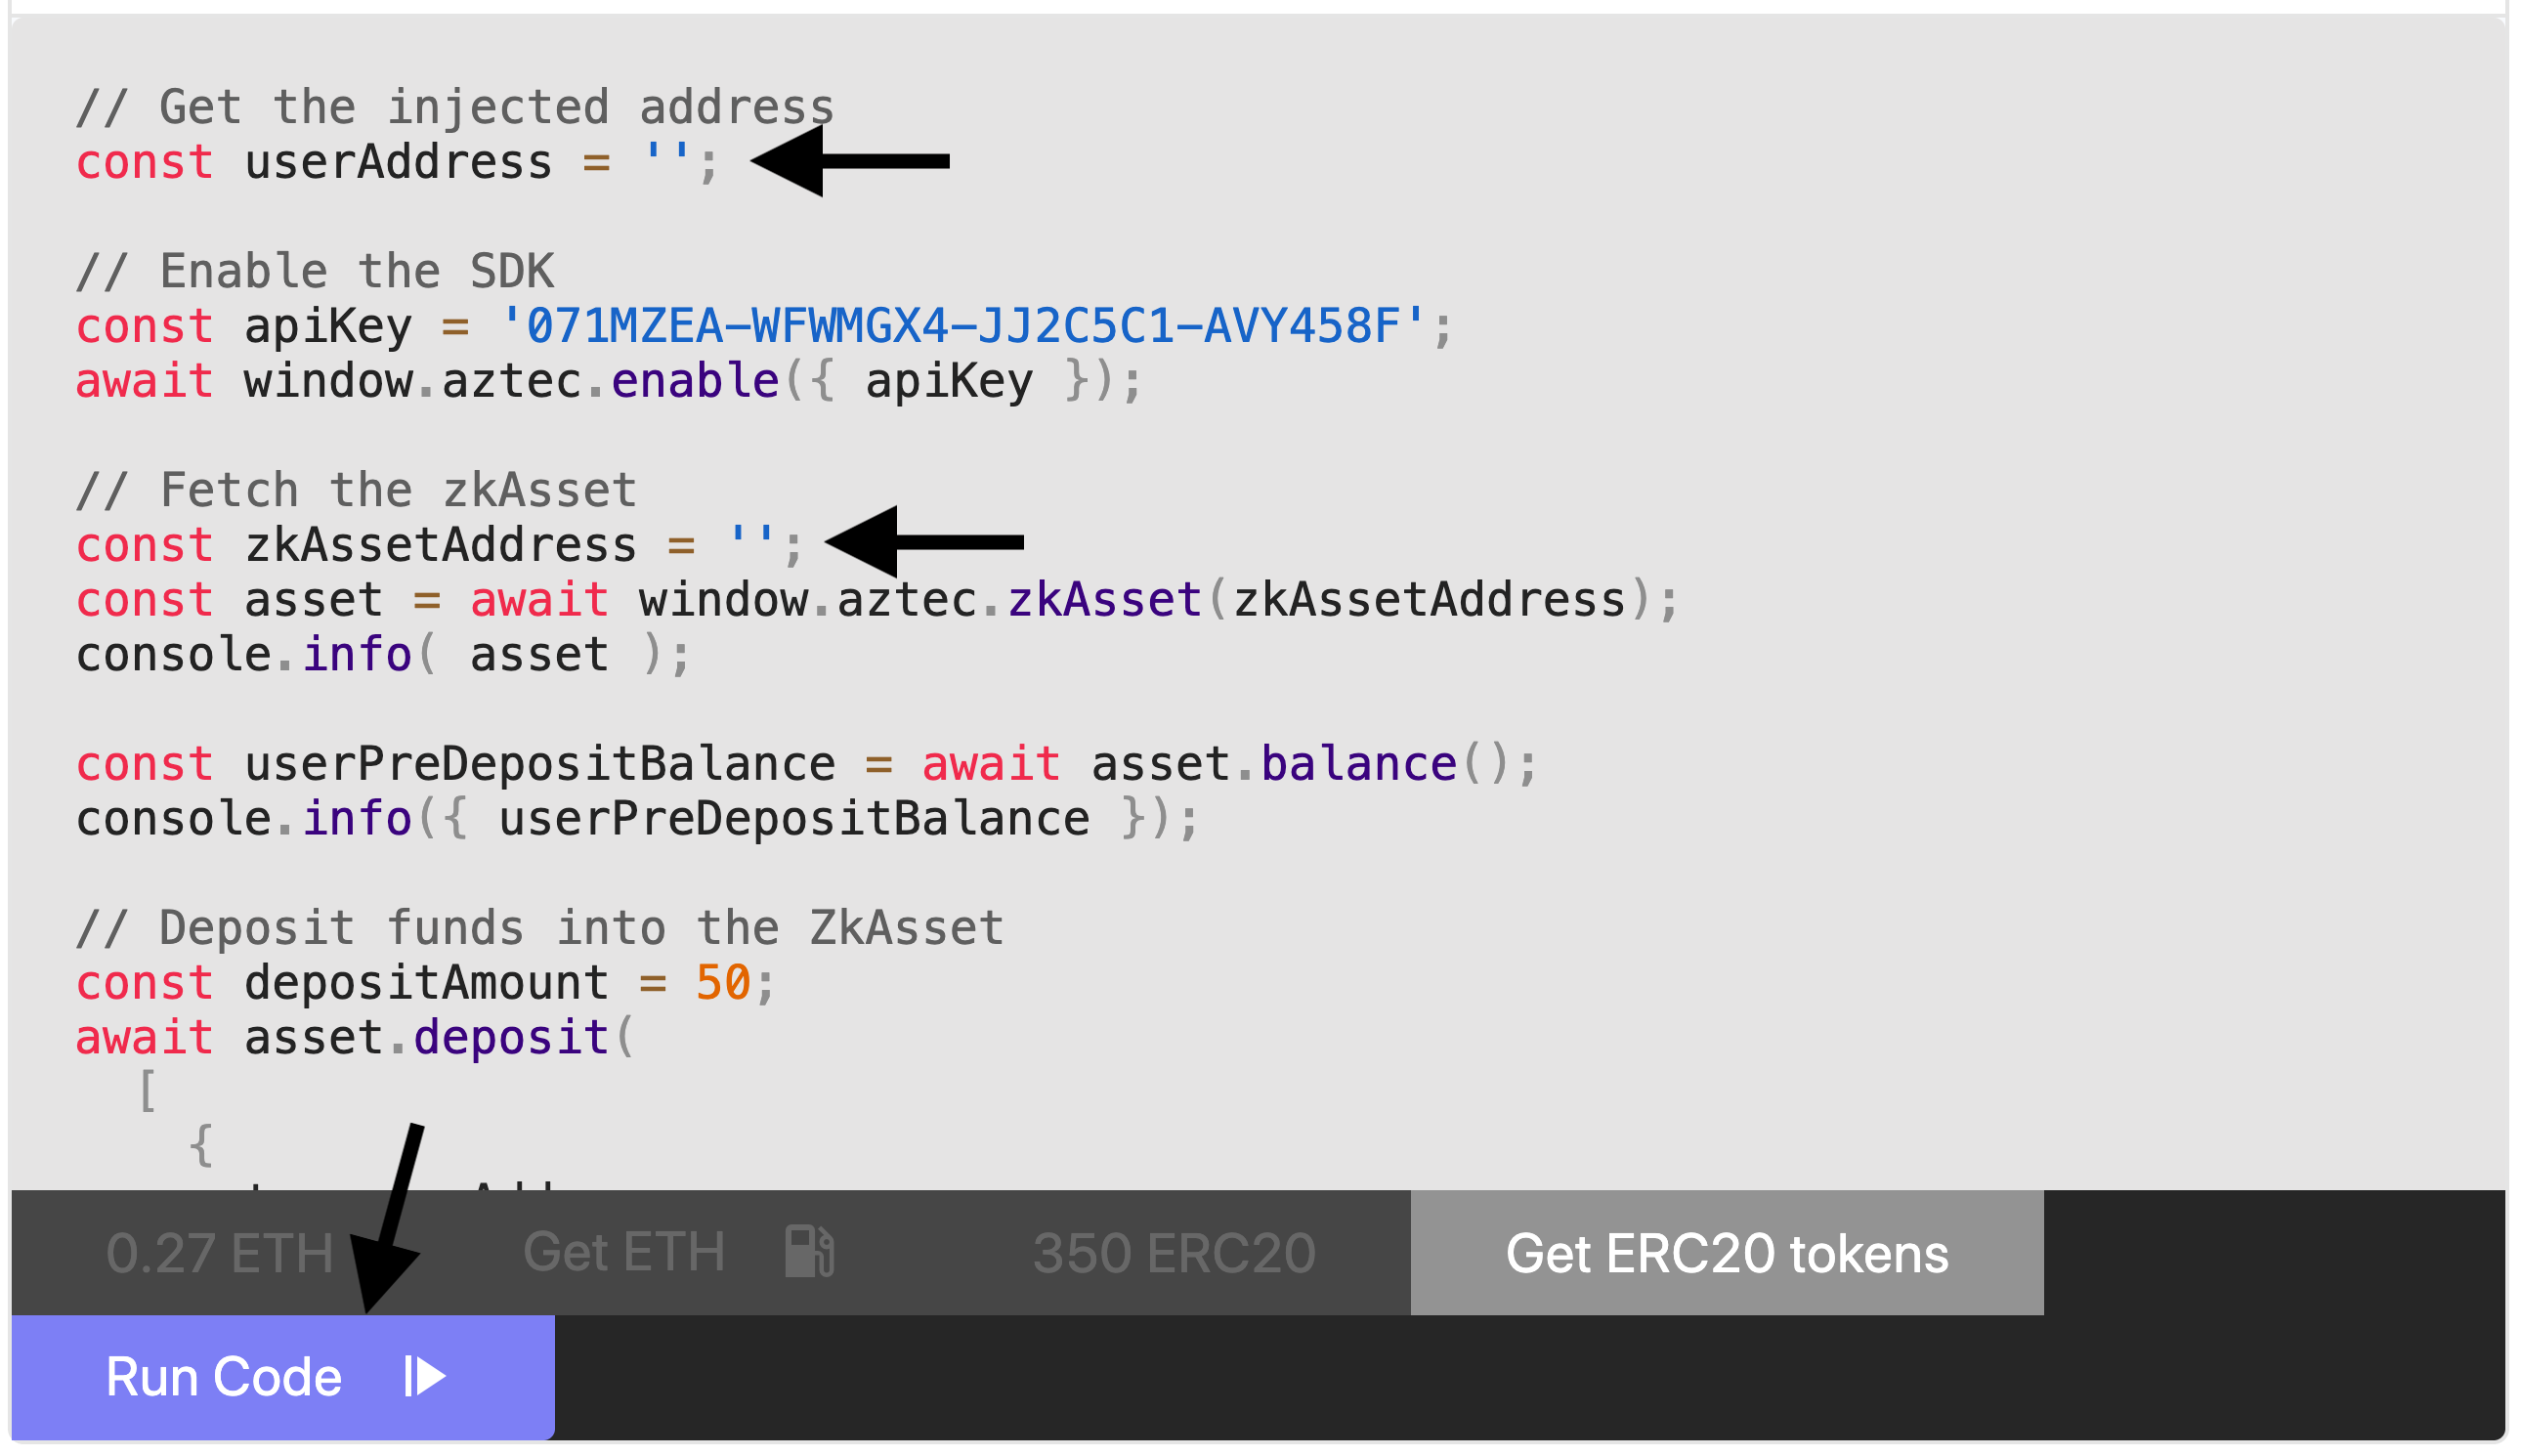 // Get the injected address
const userAddress = '';
// Enable the SDK
const apiKey = '071MZEA-WFWMGX4-JJ2C5C1-AVY458F';
await window.aztec.enable({ apiKey });
// Fetch the zkAsset
const zkAssetAddress = '';
const asset = await window.aztec.zkAsset(zkAssetAddress);
console.info( asset );
const userPreDepositBalance = await asset.balance();
console.info({ userPreDepositBalance });
// Deposit funds into the ZkAsset
const depositAmount = 50;
await asset.deposit(
[
{
0.27 ETH Get ETH 350 ERC20 Get ERC20 tokens
Run Code